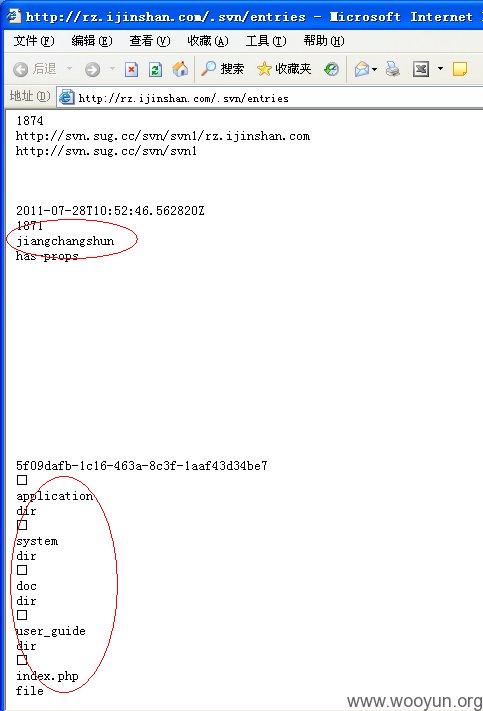 http://rz.ijinshan.com/.svn/entries - Microsoft Internet
文件(F) 编辑(E) 查看(V) 收藏(A) 工具(T) 帮助(H)
后退 搜索 收藏夹
地址(D) http://rz.ijinshan.com/.svn/entries
1874
http://svn.sug.cc/svn/svn1/rz.ijinshan.com
http://svn.sug.cc/svn/svn1
2011-07-28T10:52:46.562820Z
1871
jiangchangshun
has-props
5f09dafb-1c16-463a-8c3f-1aaf43d34be7
application
dir
system
dir
doc
dir
user_guide
dir
index.php
file
www.wooyun.org